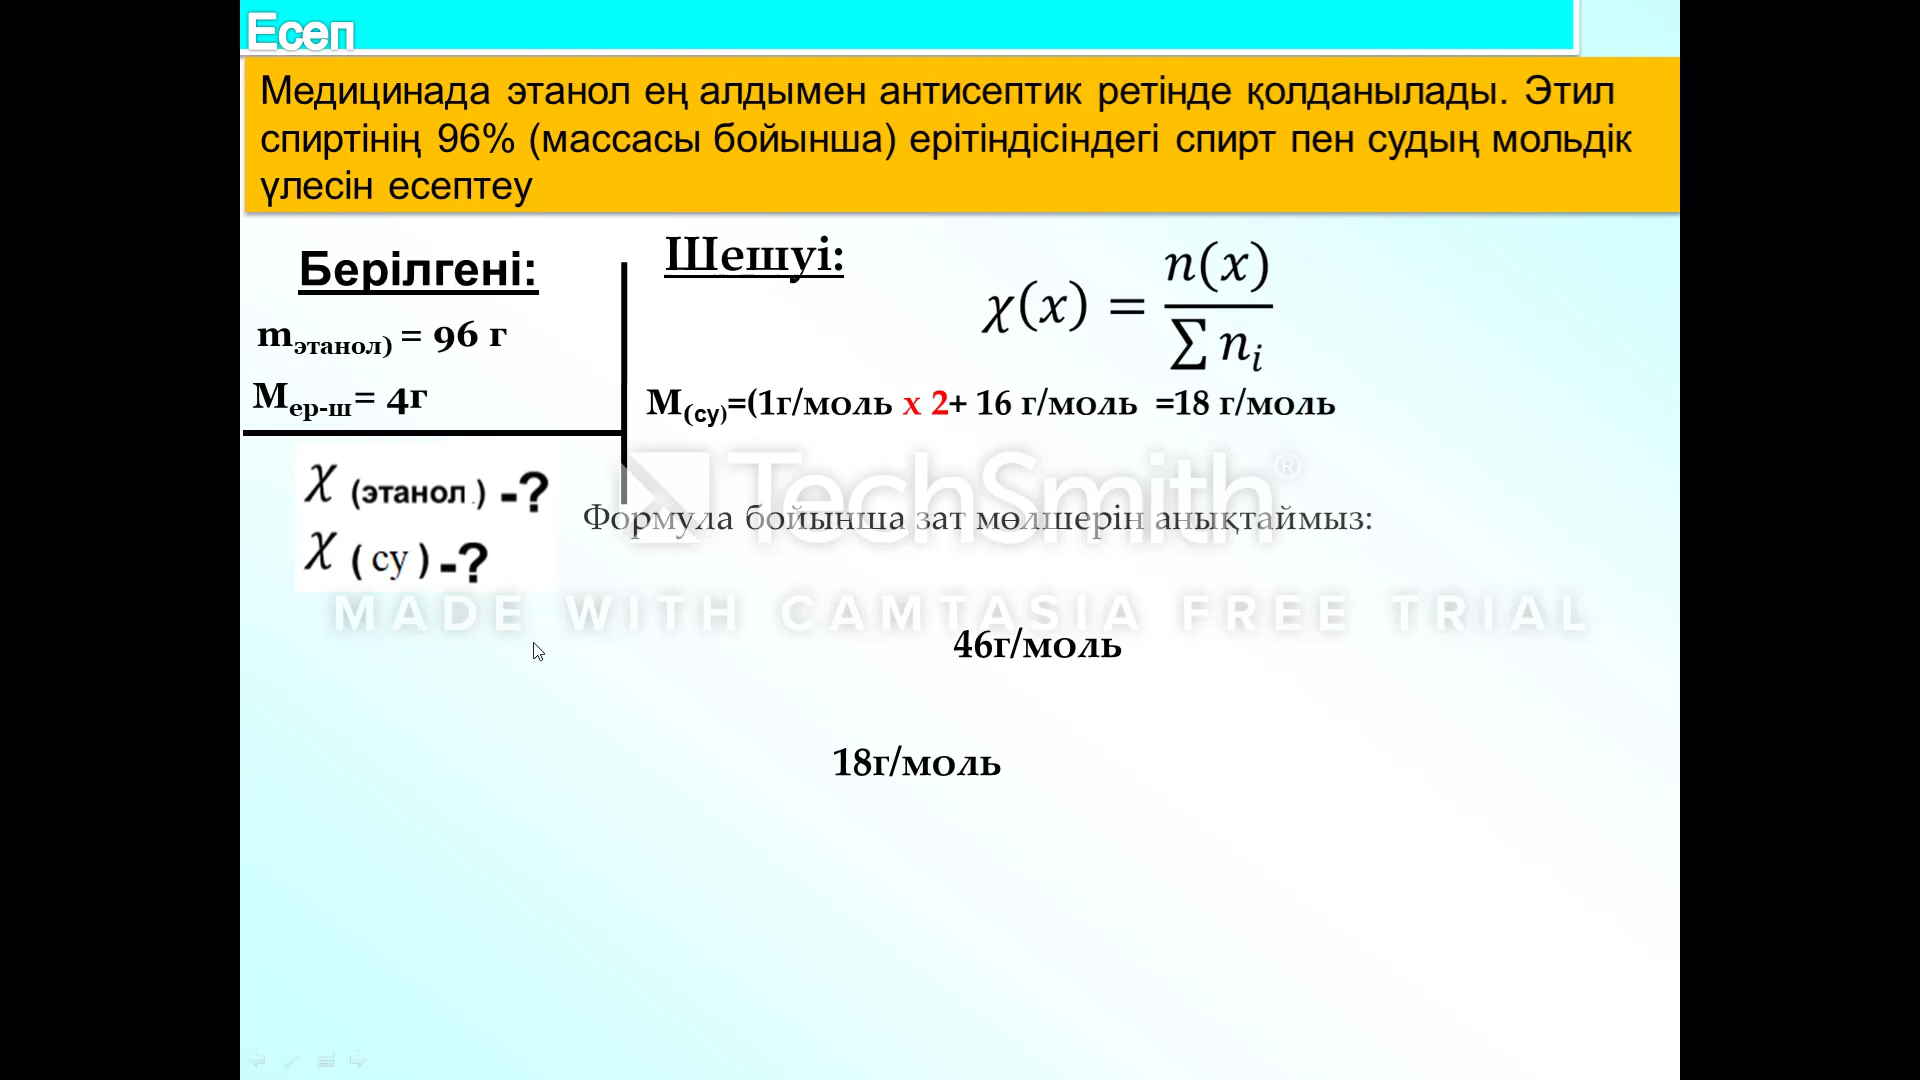 Есеп
Медицинада этанол ең алдымен антисептик ретінде қолданылады. Этил
спиртінің 96% (массасы бойынша) ерітіндісіндегі спирт пен судың мольдік
үлесін есептеу
Берілгені:
mэтанол) = 96 г
Мер-ш= 4г
χ (этанол.) -?
χ ( су ) -?
Шешуі:
χ(x) = n(x) / ∑ nᵢ
М(су)=(1г/моль х 2+ 16 г/моль =18 г/моль
TechSmith®
Формула бойынша зат мөлшерін анықтаймыз:
MADE WITH CAMTASIA FREE TRIAL
46г/моль
18г/моль